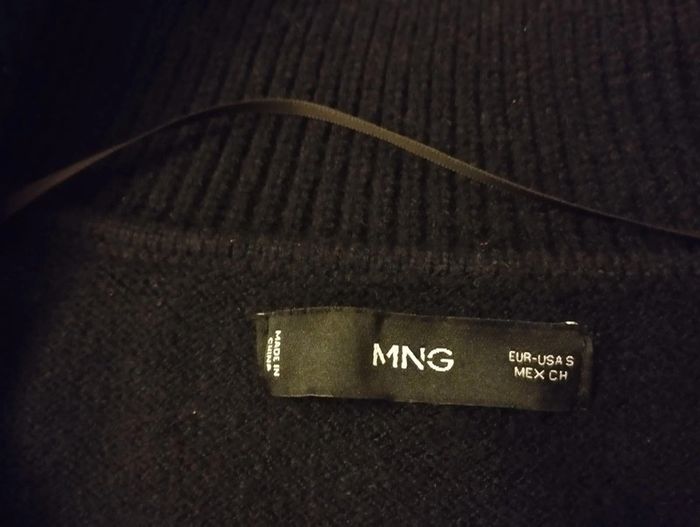 MADE IN
CHINA
MNG
EUR-USA S
MEX CH